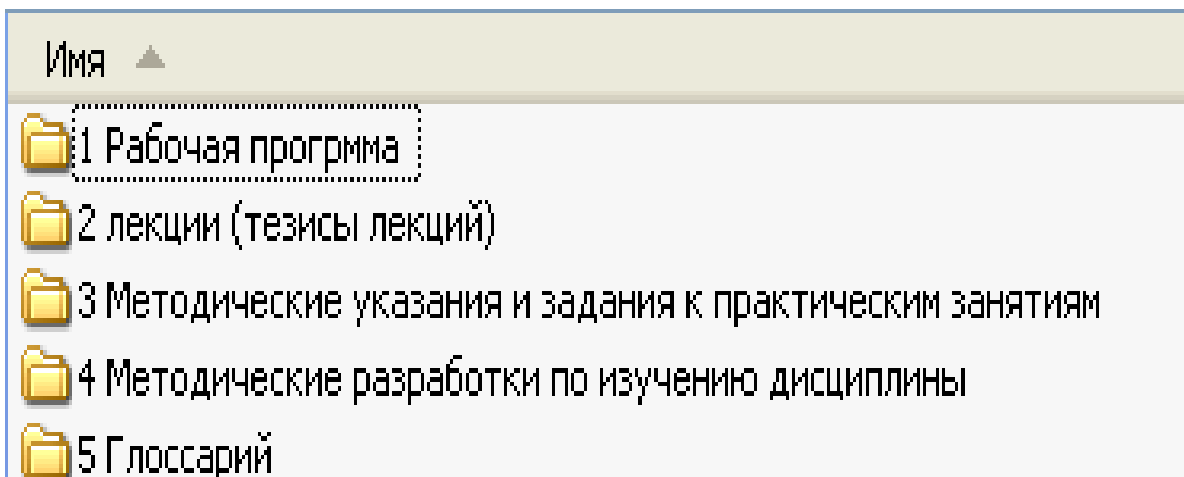 Имя
1 Рабочая прогрмма
2 лекции (тезисы лекций)
3 Методические указания и задания к практическим занятиям
4 Методические разработки по изучению дисциплины
5 Глоссарий